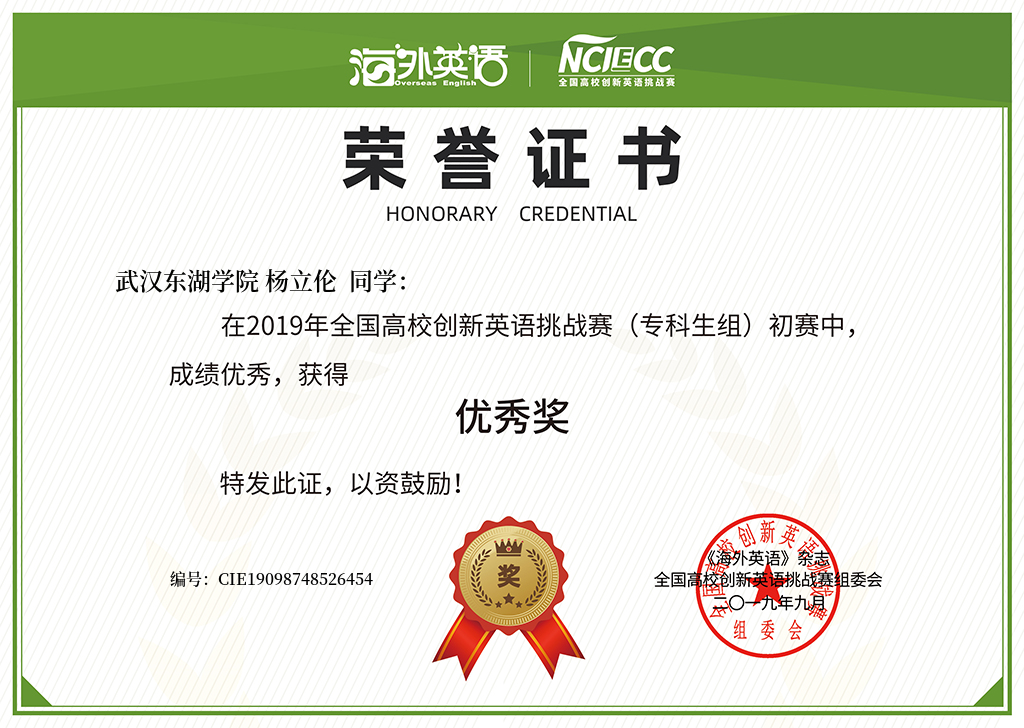 海外英语
Overseas English
NCIECC
全国高校创新英语挑战赛
荣誉证书
HONORARY CREDENTIAL
武汉东湖学院 杨立伦 同学：
在2019年全国高校创新英语挑战赛（专科生组）初赛中，
成绩优秀，获得
优秀奖
特发此证，以资鼓励！
奖
编号：CIE19098748526454
《海外英语》杂志
全国高校创新英语挑战赛组委会
二〇一九年九月
全国高校创新英语挑战赛
组委会